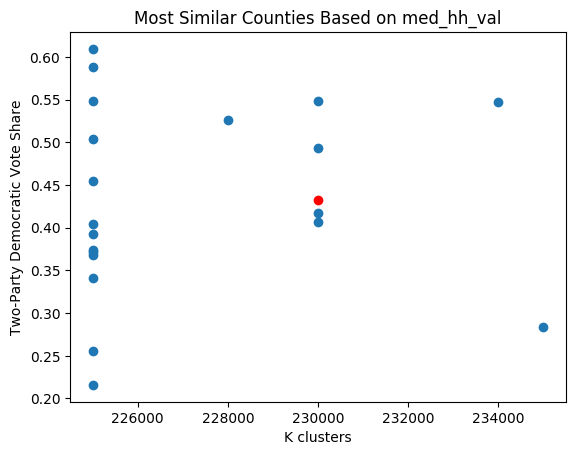 Most Similar Counties Based on med_hh_val
Two-Party Democratic Vote Share
0.60
0.55
0.50
0.45
0.40
0.35
0.30
0.25
0.20
226000 228000 230000 232000 234000
K clusters